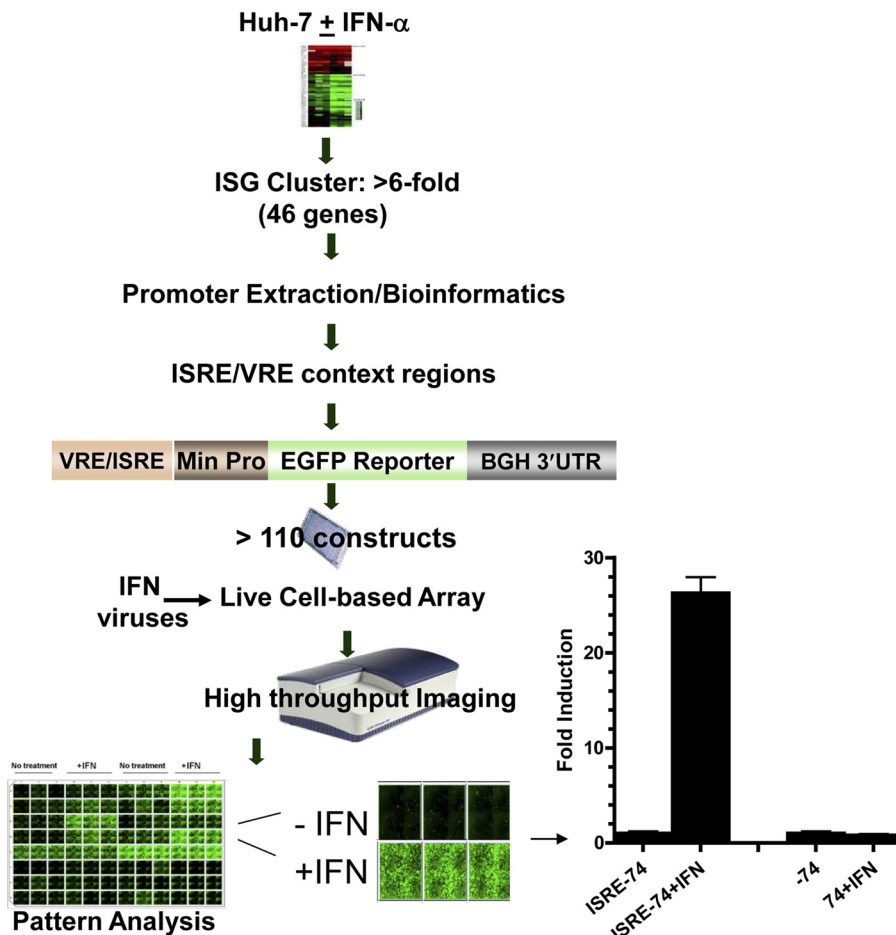 Huh-7 ± IFN-α
ISG Cluster: >6-fold
(46 genes)
Promoter Extraction/Bioinformatics
ISRE/VRE context regions
VRE/ISRE
Min Pro
EGFP Reporter
BGH 3′UTR
> 110 constructs
IFN
viruses
Live Cell-based Array
High throughput Imaging
No treatment
+IFN
No treatment
+IFN
Pattern Analysis
- IFN
+IFN
Fold Induction
30
20
10
0
ISRE-74
ISRE-74+IFN
-74
74+IFN